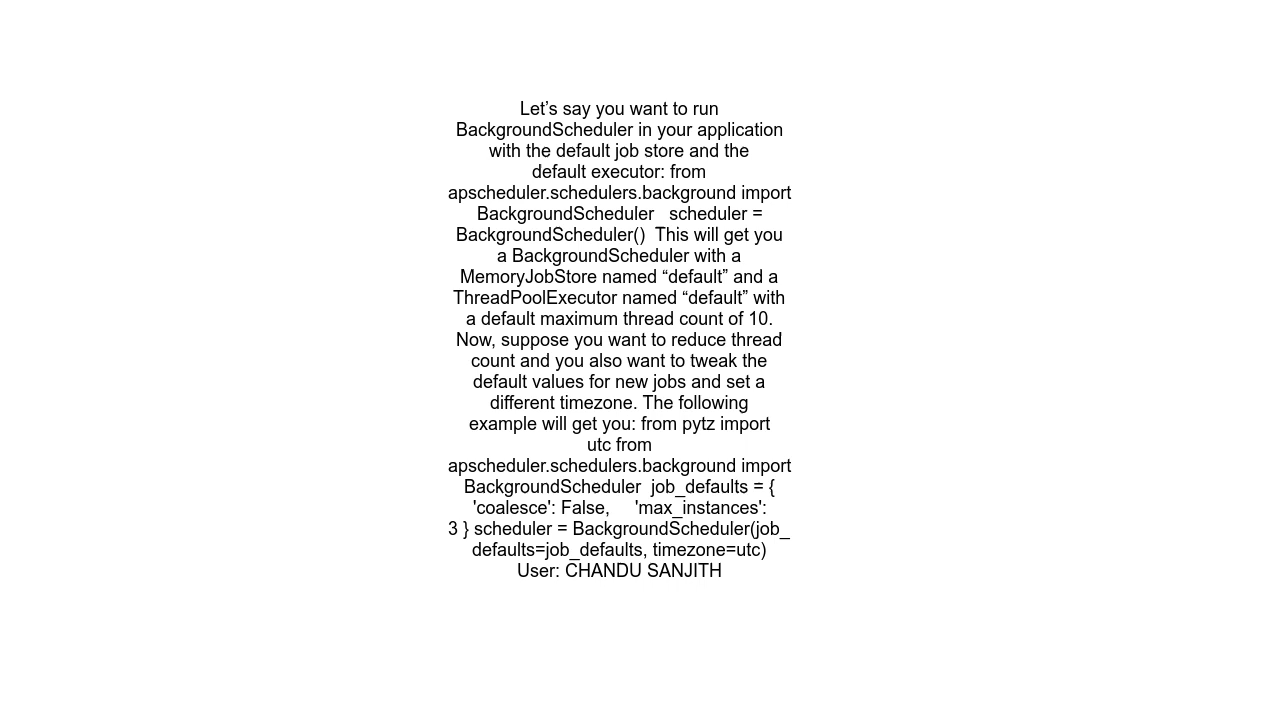 Let’s say you want to run
BackgroundScheduler in your application
with the default job store and the
default executor: from
apscheduler.schedulers.background import
BackgroundScheduler   scheduler =
BackgroundScheduler()  This will get you
a BackgroundScheduler with a
MemoryJobStore named “default” and a
ThreadPoolExecutor named “default” with
a default maximum thread count of 10.
Now, suppose you want to reduce thread
count and you also want to tweak the
default values for new jobs and set a
different timezone. The following
example will get you: from pytz import
utc from
apscheduler.schedulers.background import
BackgroundScheduler  job_defaults = {
'coalesce': False,     'max_instances':
3 } scheduler = BackgroundScheduler(job_
defaults=job_defaults, timezone=utc)
User: CHANDU SANJITH